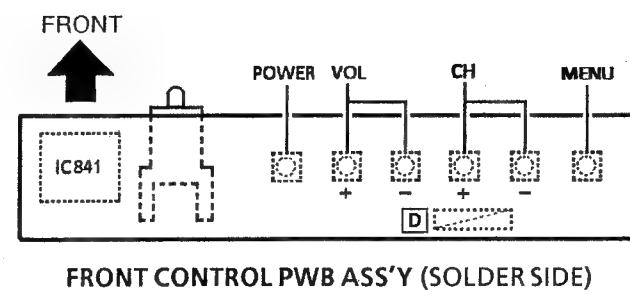 FRONT
POWER VOL CH MENU
IC841
+ − + −
D
FRONT CONTROL PWB ASS'Y (SOLDER SIDE)